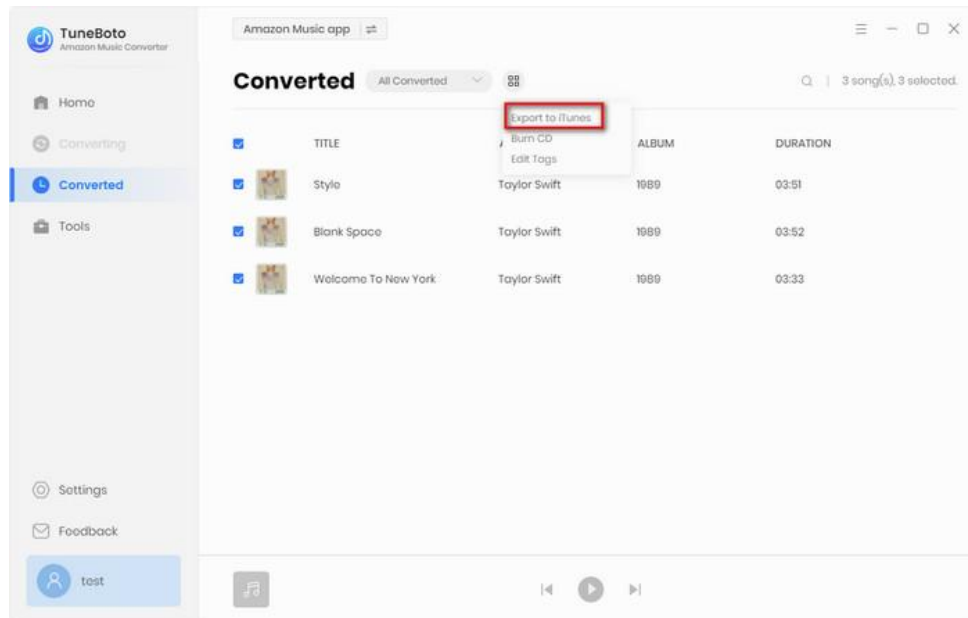 TuneBoto
Amazon Music Converter
Amazon Music app
Home
Converting
Converted
Tools
Settings
Feedback
test
Converted
All Converted
3 song(s), 3 selected.
Export to iTunes
Burn CD
Edit Tags
TITLE
ALBUM
DURATION
Style
Taylor Swift
1989
03:51
Blank Space
Taylor Swift
1989
03:52
Welcome To New York
Taylor Swift
1989
03:33